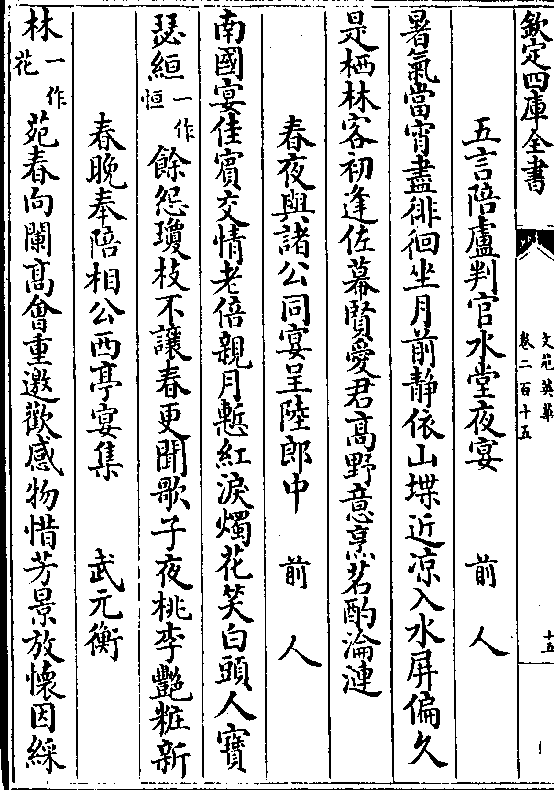 欽定四庫全書
文苑英華
卷二百十五
十五
五言陪盧判官水堂夜宴 前人
暑氣當宵盡徘徊坐月前静依山堞近凉入水扉偏久
是栖林客初逢佐幕賢愛君高野意烹茗酌淪漣
春夜與諸公同宴呈陸郎中 前人
南國宴佳賓交情老倍親月慙紅淚燭花笑白頭人寶
瑟絙一作恒餘怨瓊枝不讓春更聞歌子夜桃李艷粧新
春晚奉陪相公西亭宴集 武元衡
林一作花苑春向闌髙會重邀歡感物惜芳景放懷因綵